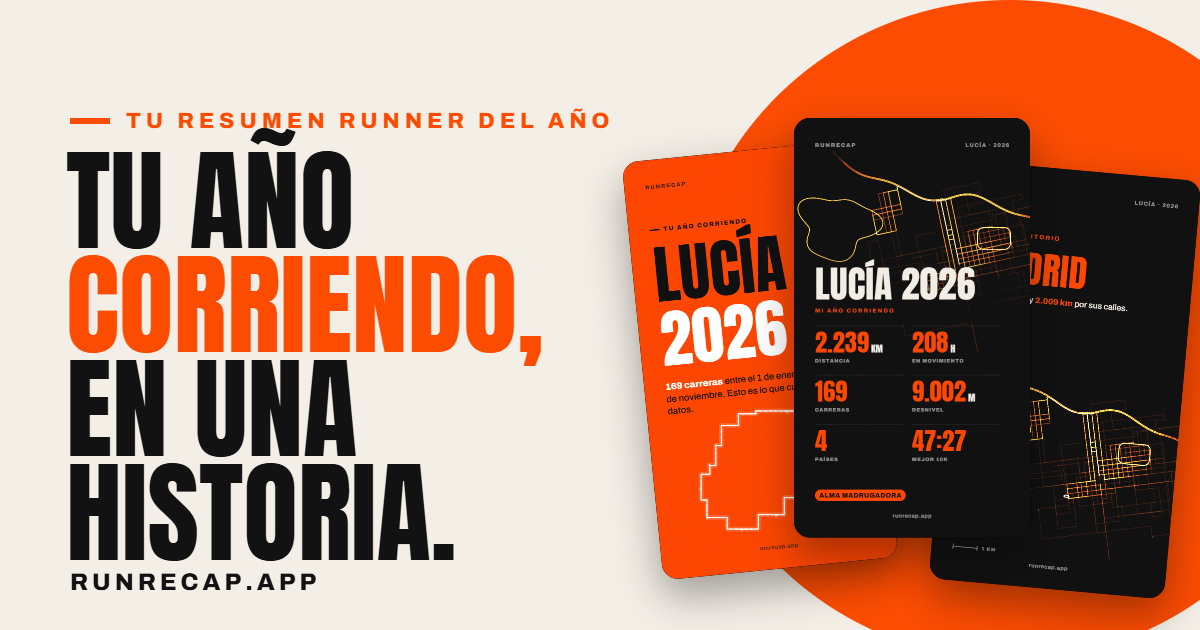 TU RESUMEN RUNNER DEL AÑO
TU AÑO
CORRIENDO,
EN UNA
HISTORIA.
RUNRECAP.APP
RUNRECAP
TU AÑO CORRIENDO
LUCÍA
2026
169 carreras entre el 1 de
de noviembre. Esto es lo que
datos.
runrecap.app
RUNRECAP
LUCÍA · 2026
LUCÍA 2026
MI AÑO CORRIENDO
2.239 KM
DISTANCIA
208 H
EN MOVIMIENTO
169
CARRERAS
9.002 M
DESNIVEL
4
PAÍSES
47:27
MEJOR 10K
ALMA MADRUGADORA
runrecap.app
LUCÍA · 2026
y 2.009 km por sus calles.
1 KM
runrecap.app